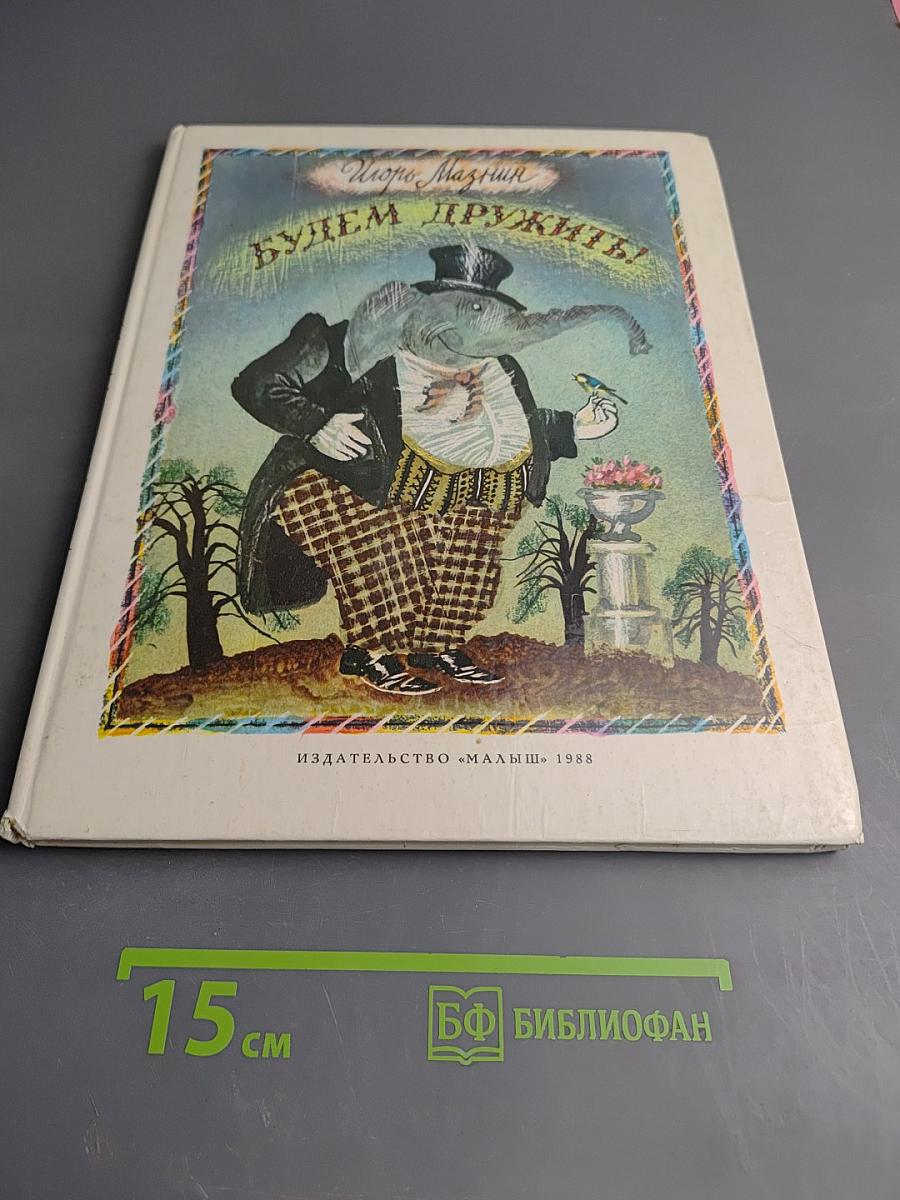 Игорь Мазнин
БУДЕМ ДРУЖИТЬ!
ИЗДАТЕЛЬСТВО «МАЛЫШ» 1988
15 см
БФ БИБЛИОФАН